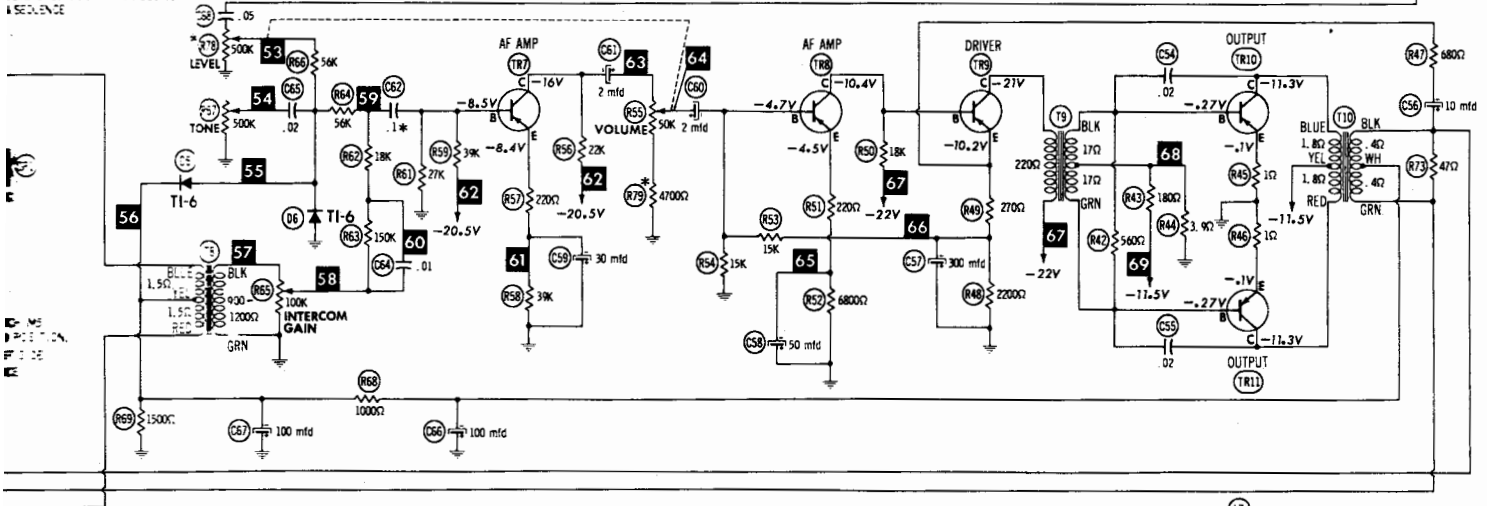 SEQUENCE
C68 .05
R78 500K
LEVEL
53
R66 56K
54
C65 .02
R64 56K
59
C62 .1*
500K
TONE
55
TI-6
56
D6 TI-6
57
BLUE BLK
1.5Ω
YEL
1.5Ω
RED
900-
1200Ω
GRN
R65 100K
INTERCOM
GAIN
58
R62 18K
R63 150K
60
C64 .01
R61 27K
R59 39K
62
-20.5V
AF AMP
TR7
C -16V
-8.5V B
E
-8.4V
R57 220Ω
61
C59 30 mfd
R58 39K
C61 2 mfd
63
64
R56 22K
62
-20.5V
R55 50K
VOLUME
C60 2 mfd
*
R79 4700Ω
R53 15K
R54 15K
AF AMP
TR8
C -10.4V
-4.7V B
E
-4.5V
R51 220Ω
65
R52 6800Ω
C58 50 mfd
R50 18K
67
-22V
66
DRIVER
TR9
C -21V
B
E
-10.2V
R49 270Ω
C57 300 mfd
R48 2200Ω
T9
220Ω
BLK
17Ω
17Ω
GRN
67
-22V
68
R43 180Ω
R44 3.9Ω
R42 560Ω
69
-11.5V
C54 .02
OUTPUT
TR10
C -11.3V
-.27V B
E
-.1V
R45 1Ω
R46 1Ω
-.1V
E
-.27V B
C -11.3V
C55 .02
OUTPUT
TR11
T10
BLUE BLK
1.8Ω .4Ω
YEL WH
1.8Ω .4Ω
RED GRN
-11.5V
R47 680Ω
C56 10 mfd
R73 47Ω
R69 1500Ω
C67 100 mfd
R68 1000Ω
C66 100 mfd